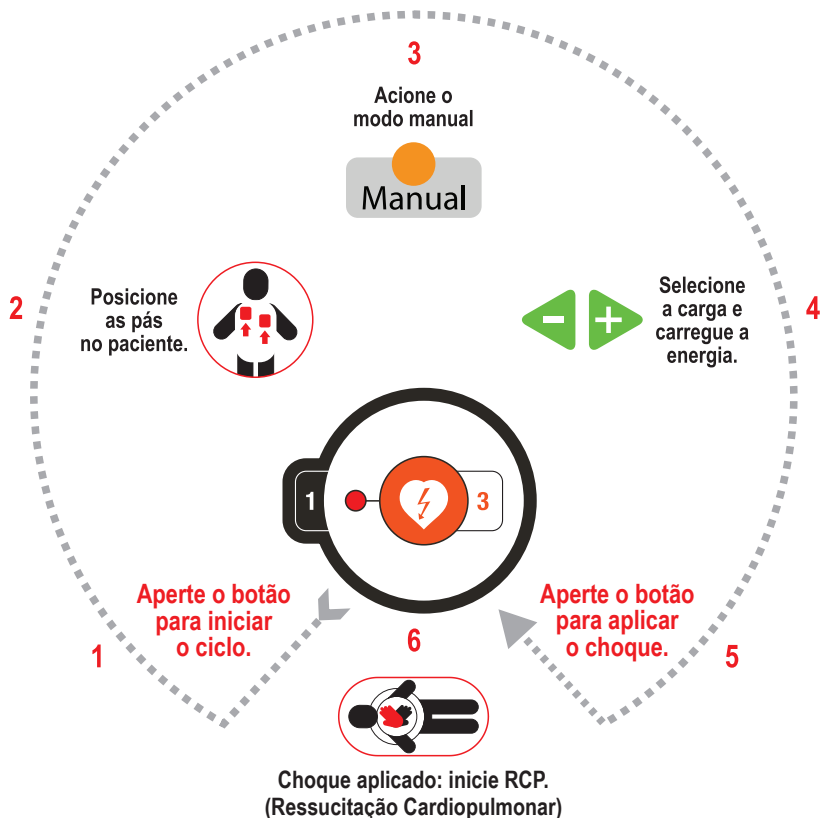 3
Acione o
modo manual
Manual
2
Posicione
as pás
no paciente.
-
+
Selecione
a carga e
carregue a
energia.
4
1
3
Aperte o botão
para iniciar
o ciclo.
1
6
Aperte o botão
para aplicar
o choque.
5
Choque aplicado: inicie RCP.
(Ressucitação Cardiopulmonar)